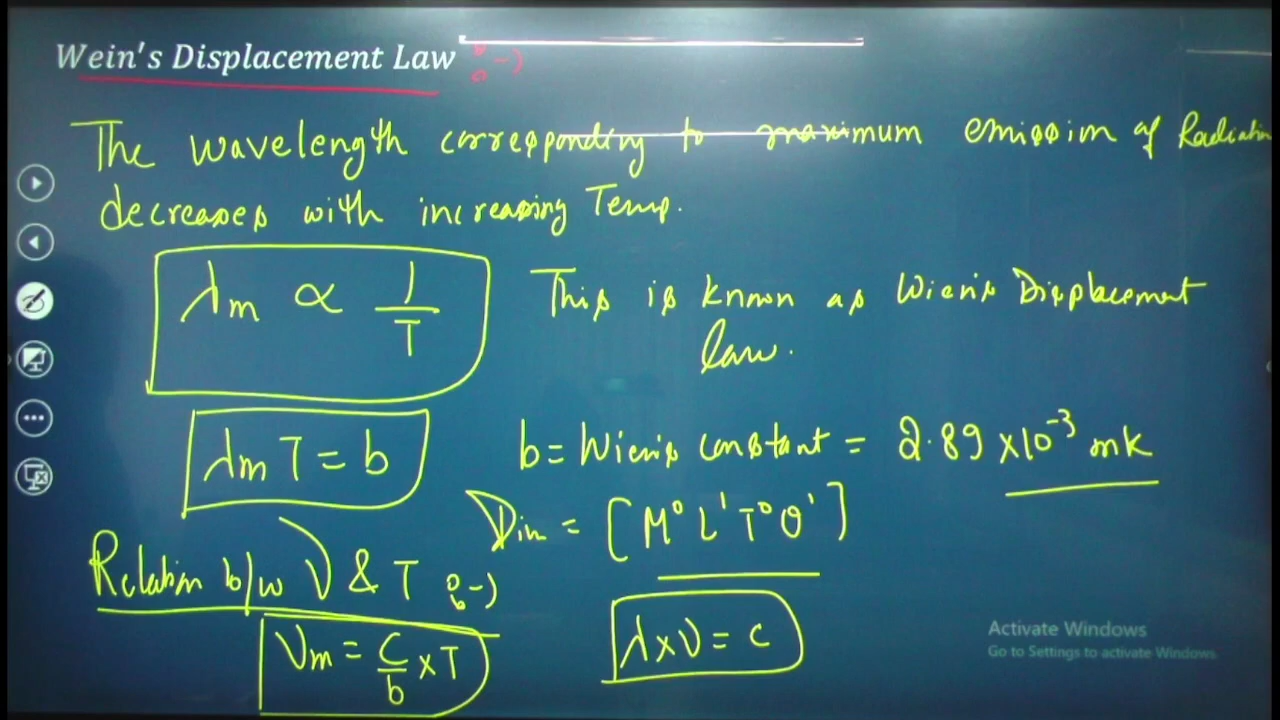 Wein's Displacement Law :-)
The wavelength corresponding to maximum emission of Radiation
decreases with increasing Temp.
λm ∝ 1/T
This is known as Wien's Displacement
law.
λm T = b
b = Wien's constant = 2.89 ×10⁻³ mk
Dim = [M⁰ L¹ T⁰ θ¹]
Relation b/w ν & T :-)
νm = c/b × T
λ×ν = c
Activate Windows
Go to Settings to activate Windows.